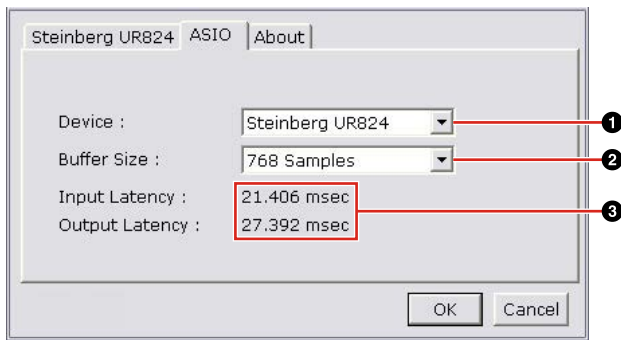 Steinberg UR824 ASIO About
Device : Steinberg UR824 1
Buffer Size : 768 Samples 2
Input Latency : 21.406 msec
Output Latency : 27.392 msec 3
OK Cancel